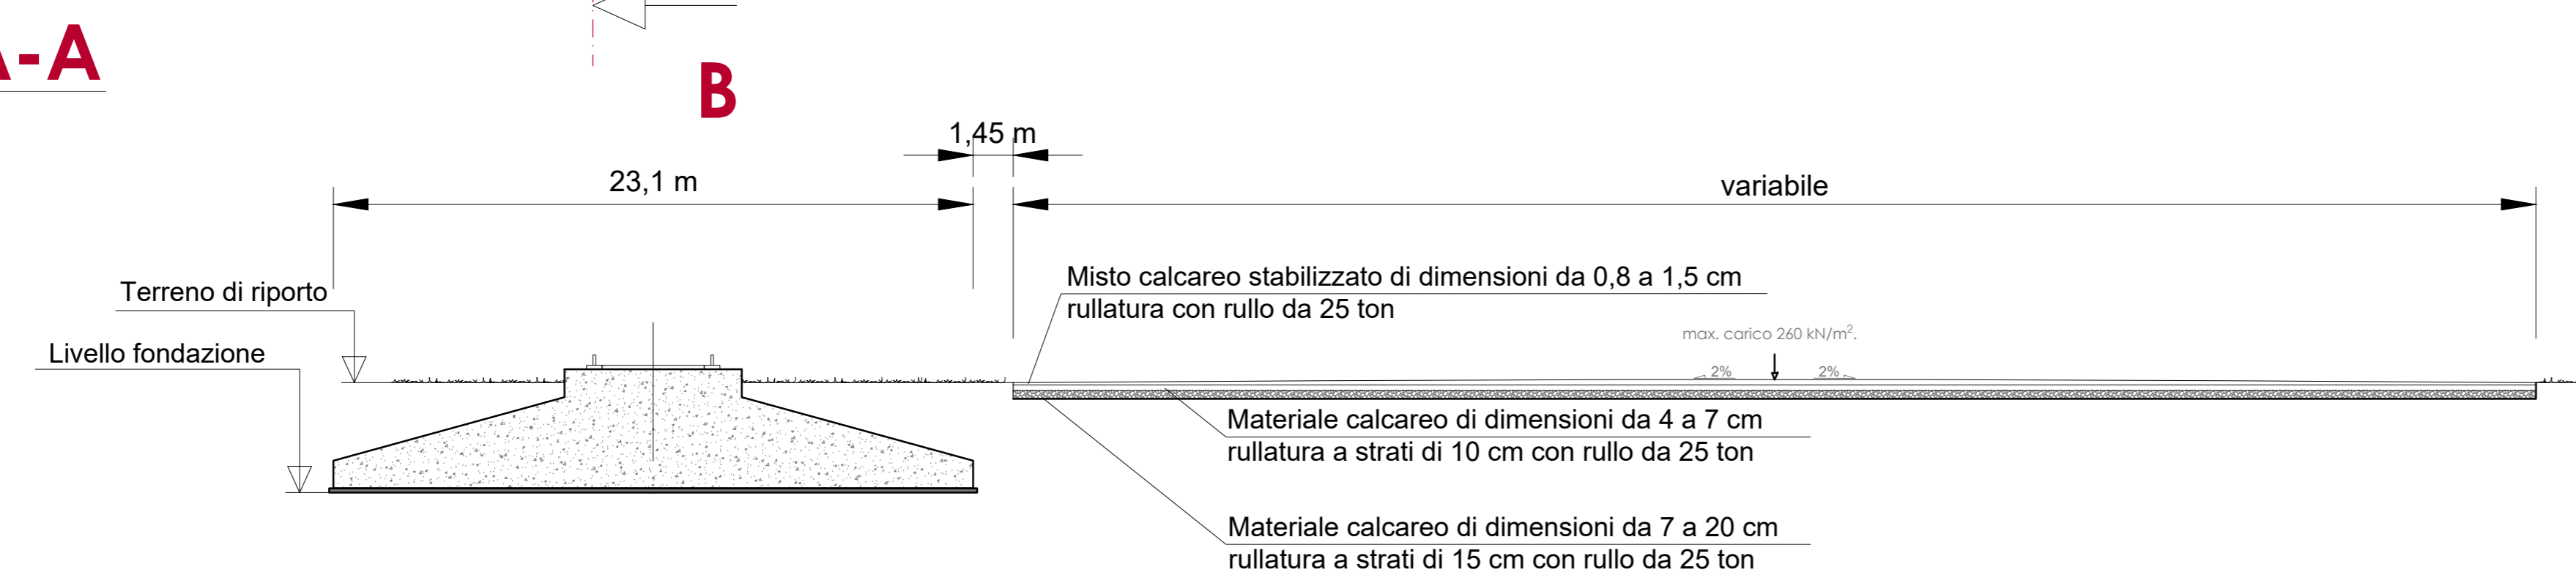 A-A
B
1,45 m
23,1 m
variabile
Terreno di riporto
Misto calcareo stabilizzato di dimensioni da 0,8 a 1,5 cm
rullatura con rullo da 25 ton
max. carico 260 kN/m².
Livello fondazione
2%
2%
Materiale calcareo di dimensioni da 4 a 7 cm
rullatura a strati di 10 cm con rullo da 25 ton
Materiale calcareo di dimensioni da 7 a 20 cm
rullatura a strati di 15 cm con rullo da 25 ton